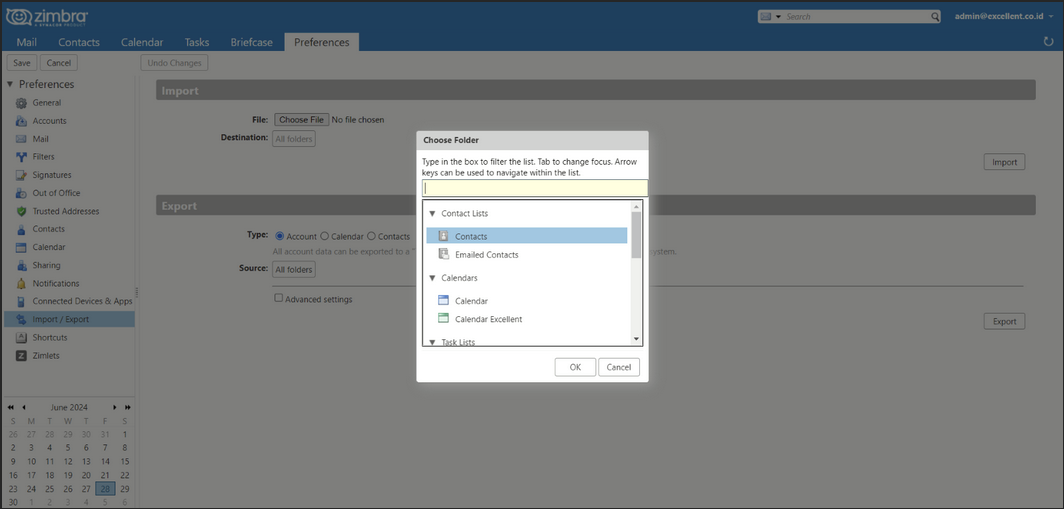 zimbra
A SYNACOR PRODUCT
Search
admin@excellent.co.id
Mail Contacts Calendar Tasks Briefcase Preferences
Save Cancel Undo Changes
Preferences
General
Accounts
Mail
Filters
Signatures
Out of Office
Trusted Addresses
Contacts
Calendar
Sharing
Notifications
Connected Devices & Apps
Import / Export
Shortcuts
Zimlets
June 2024
S M T W T F S
26 27 28 29 30 31 1
2 3 4 5 6 7 8
9 10 11 12 13 14 15
16 17 18 19 20 21 22
23 24 25 26 27 28 29
30 1 2 3 4 5 6
Import
File: Choose File No file chosen
Destination: All folders
Import
Export
Type: Account Calendar Contacts
All account data can be exported to a "
ystem.
Source: All folders
Advanced settings
Export
Choose Folder
Type in the box to filter the list. Tab to change focus. Arrow
keys can be used to navigate within the list.
Contact Lists
Contacts
Emailed Contacts
Calendars
Calendar
Calendar Excellent
Task Lists
OK Cancel